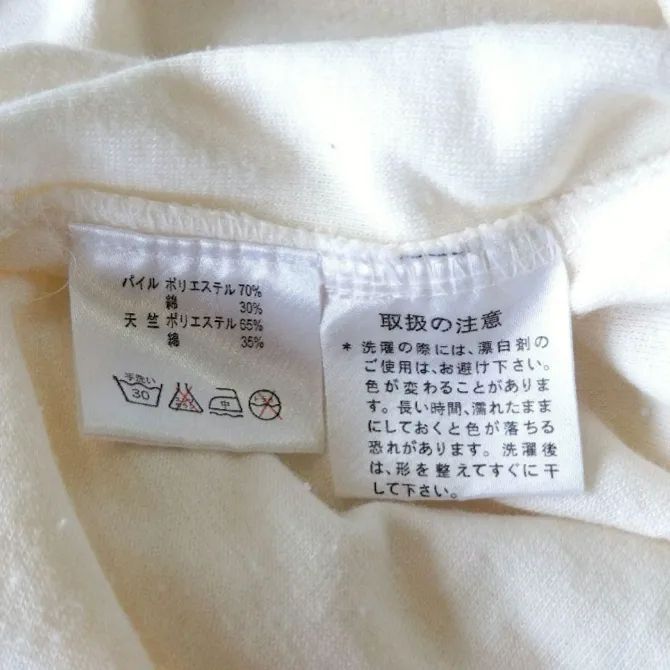 パイル ポリエステル 70%
綿 30%
天竺 ポリエステル 65%
綿 35%
手洗い
30
中
取扱の注意
* 洗濯の際には、漂白剤の
ご使用は、お避け下さい。
色が変わることがありま
す。長い時間、濡れたまま
にしておくと色が落ちる
恐れがあります。洗濯後
は、形を整えてすぐに干
して下さい。